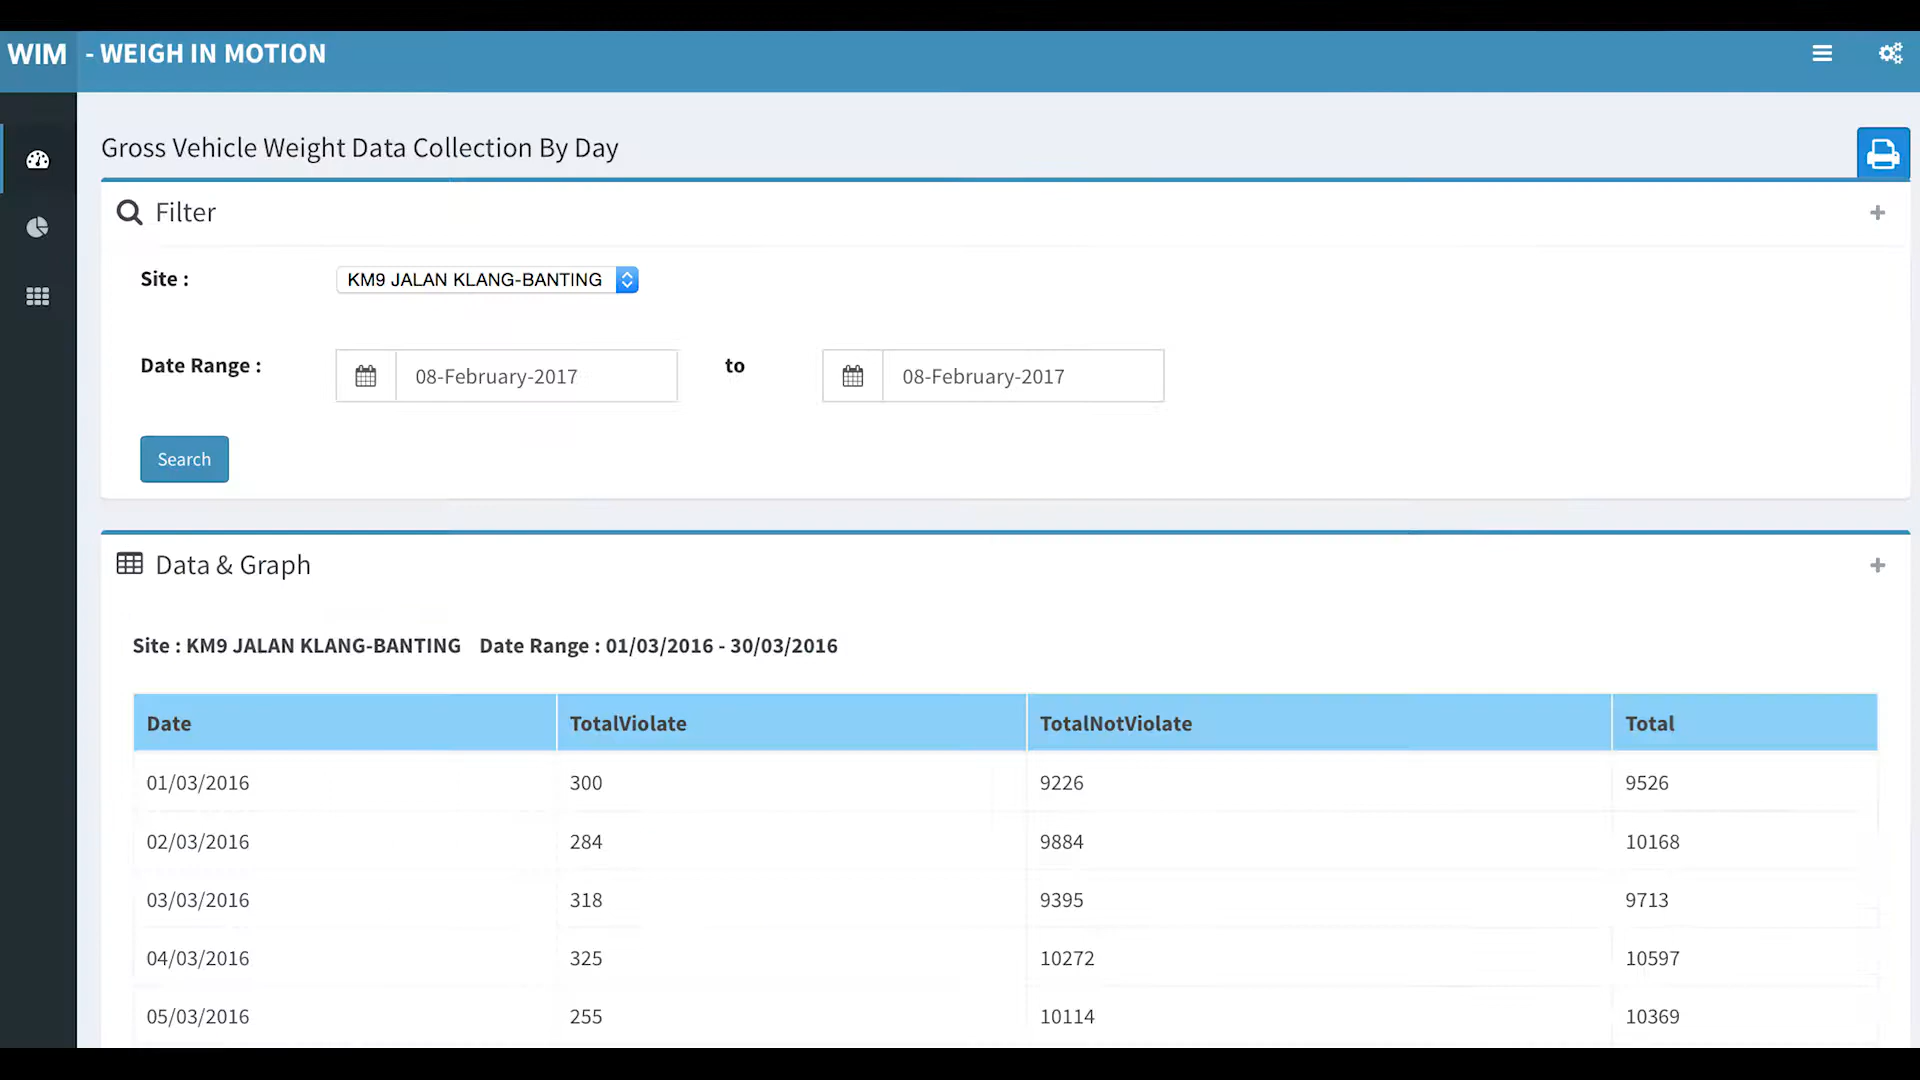 WIM - WEIGH IN MOTION
Gross Vehicle Weight Data Collection By Day
Filter
Site : KM9 JALAN KLANG-BANTING
Date Range : 08-February-2017 to 08-February-2017
Search
Data & Graph
Site : KM9 JALAN KLANG-BANTING Date Range : 01/03/2016 - 30/03/2016
Date TotalViolate TotalNotViolate Total
01/03/2016 300 9226 9526
02/03/2016 284 9884 10168
03/03/2016 318 9395 9713
04/03/2016 325 10272 10597
05/03/2016 255 10114 10369